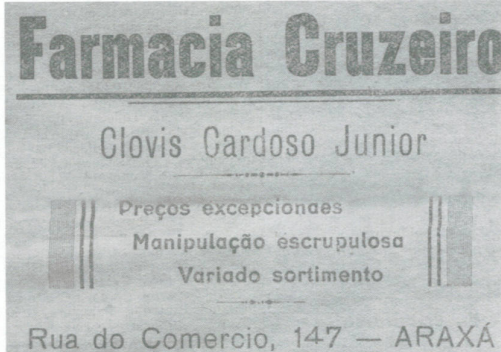 Farmacia Cruzeiro
Clovis Cardoso Junior
Preços excepcionaes
Manipulação escrupulosa
Variado sortimento
Rua do Comercio, 147 — ARAXÁ